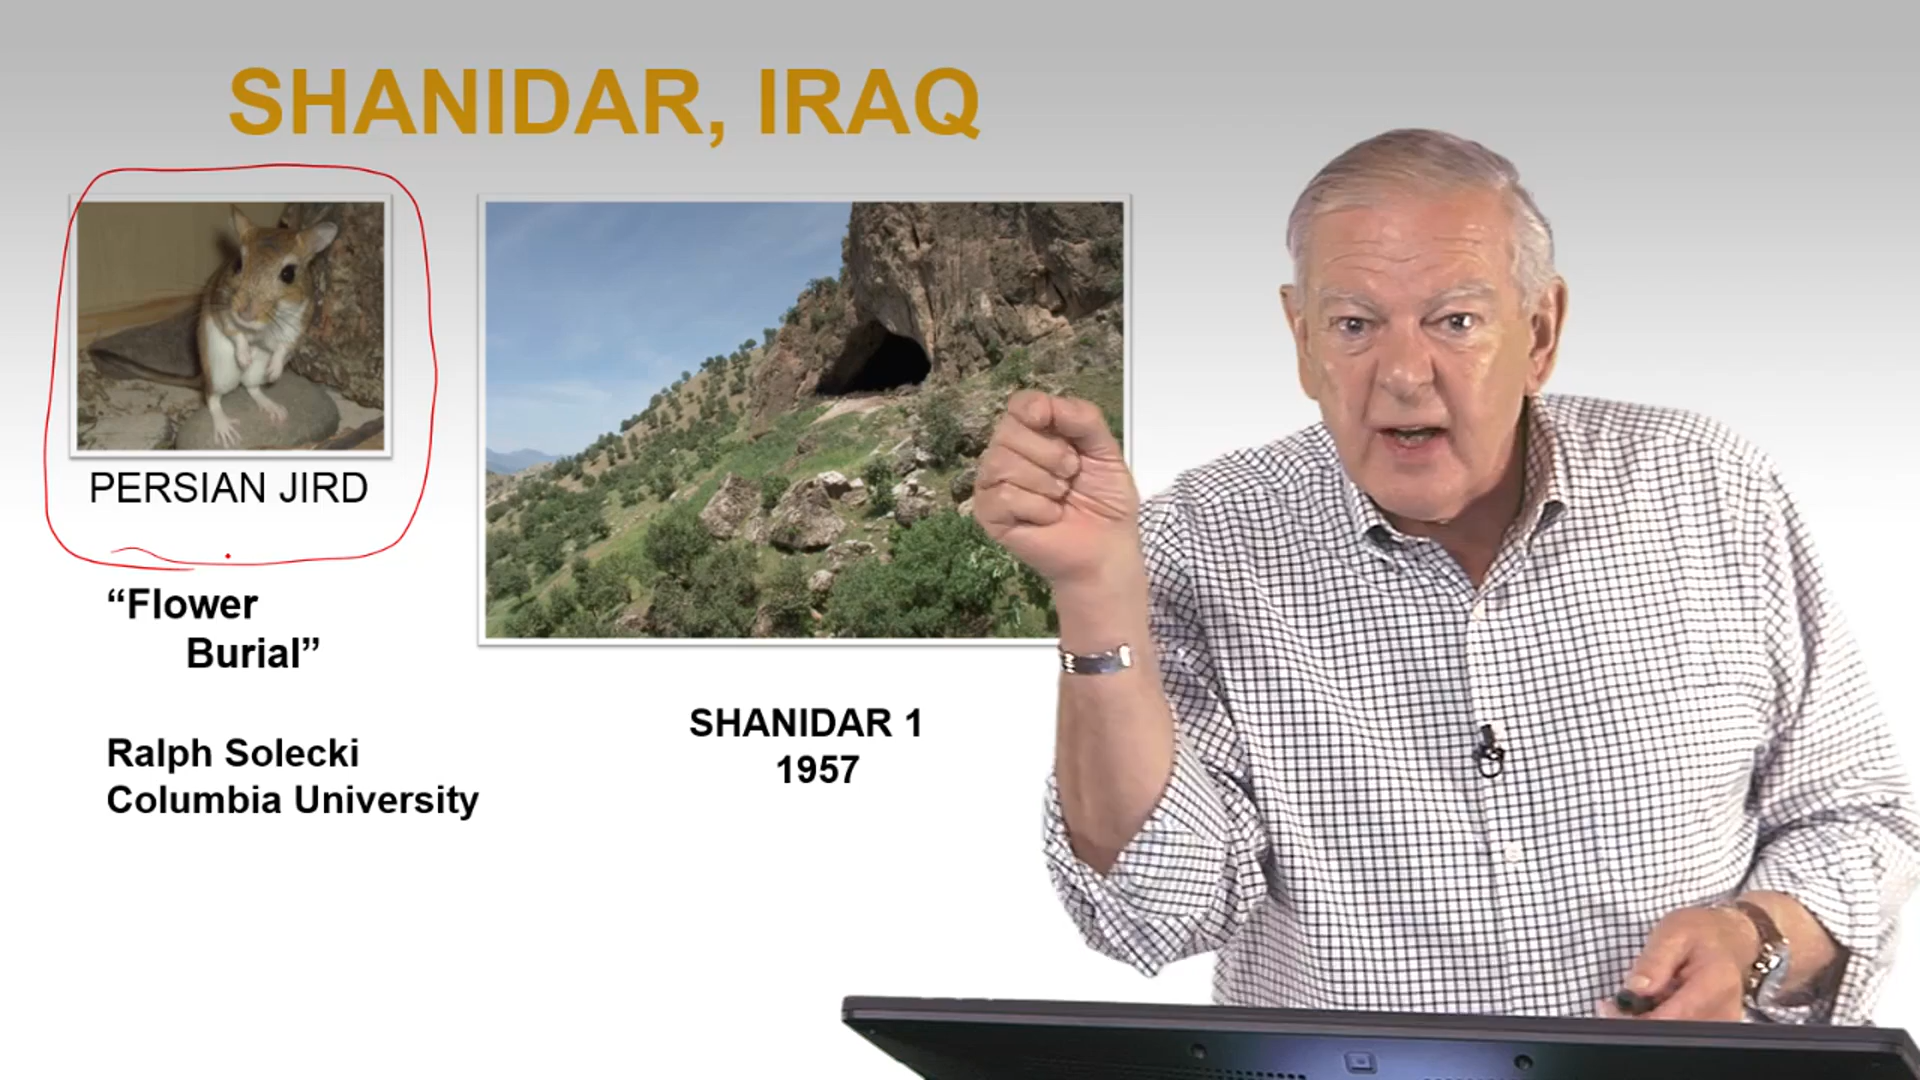 SHANIDAR, IRAQ
PERSIAN JIRD
“Flower
Burial”
Ralph Solecki
Columbia University
SHANIDAR 1
1957